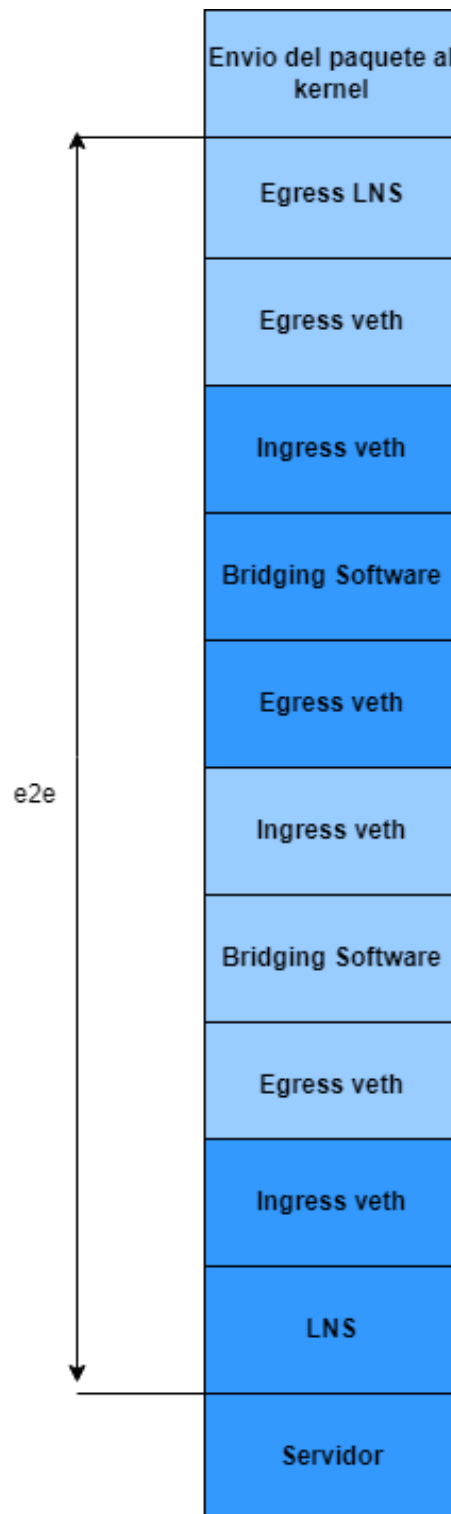 Envio del paquete al
kernel
Egress LNS
Egress veth
Ingress veth
Bridging Software
Egress veth
e2e
Ingress veth
Bridging Software
Egress veth
Ingress veth
LNS
Servidor